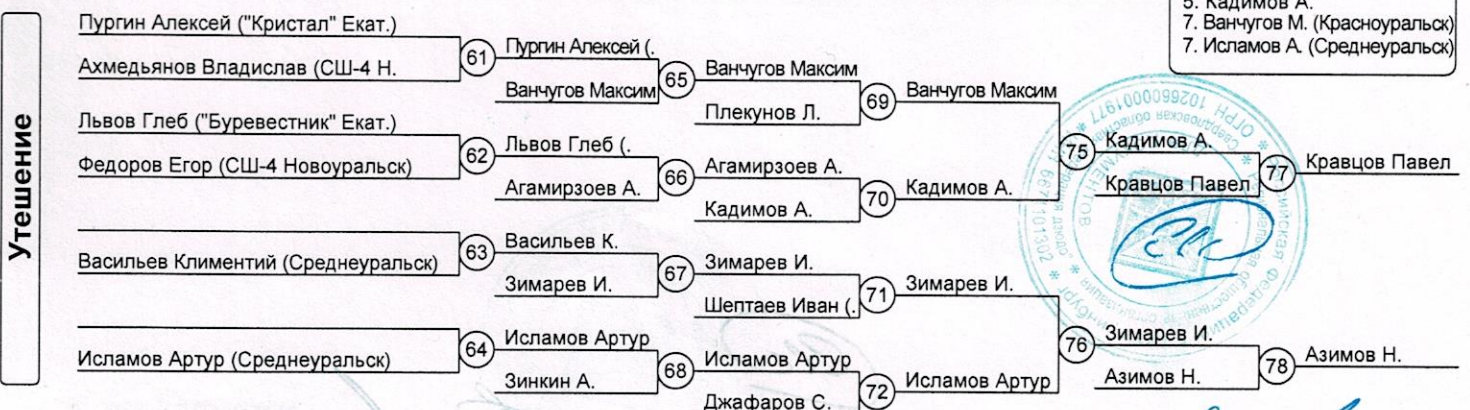 5. Кадимов А.
7. Ванчугов М. (Красноуральск)
7. Исламов А. (Среднеуральск)
Утешение
Пургин Алексей ("Кристал" Екат.)
Ахмедьянов Владислав (СШ-4 Н.
61
Пургин Алексей (.
Ванчугов Максим
65
Ванчугов Максим
Плекунов Л.
69
Ванчугов Максим
Львов Глеб ("Буревестник" Екат.)
Федоров Егор (СШ-4 Новоуральск)
62
Львов Глеб (.
Агамирзоев А.
66
Агамирзоев А.
Кадимов А.
70
Кадимов А.
75
Кадимов А.
Кравцов Павел
77
Кравцов Павел
Васильев Климентий (Среднеуральск)
63
Васильев К.
Зимарев И.
67
Зимарев И.
Шептаев Иван (.
71
Зимарев И.
Исламов Артур (Среднеуральск)
64
Исламов Артур
Зинкин А.
68
Исламов Артур
Джафаров С.
72
Исламов Артур
76
Зимарев И.
Азимов Н.
78
Азимов Н.